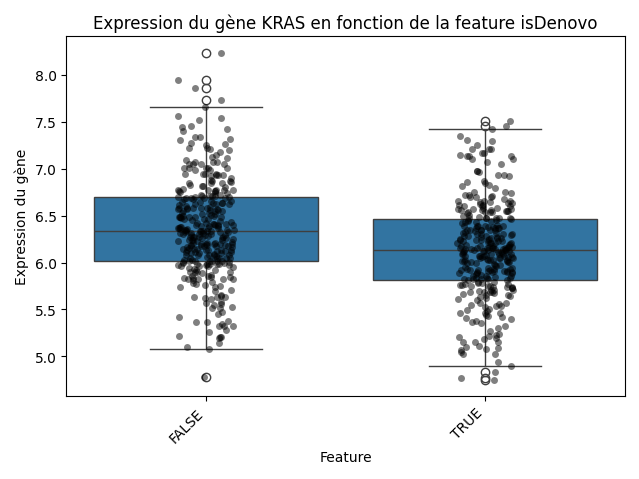 Expression du gène KRAS en fonction de la feature isDenovo
Expression du gène
8.0
7.5
7.0
6.5
6.0
5.5
5.0
FALSE
TRUE
Feature